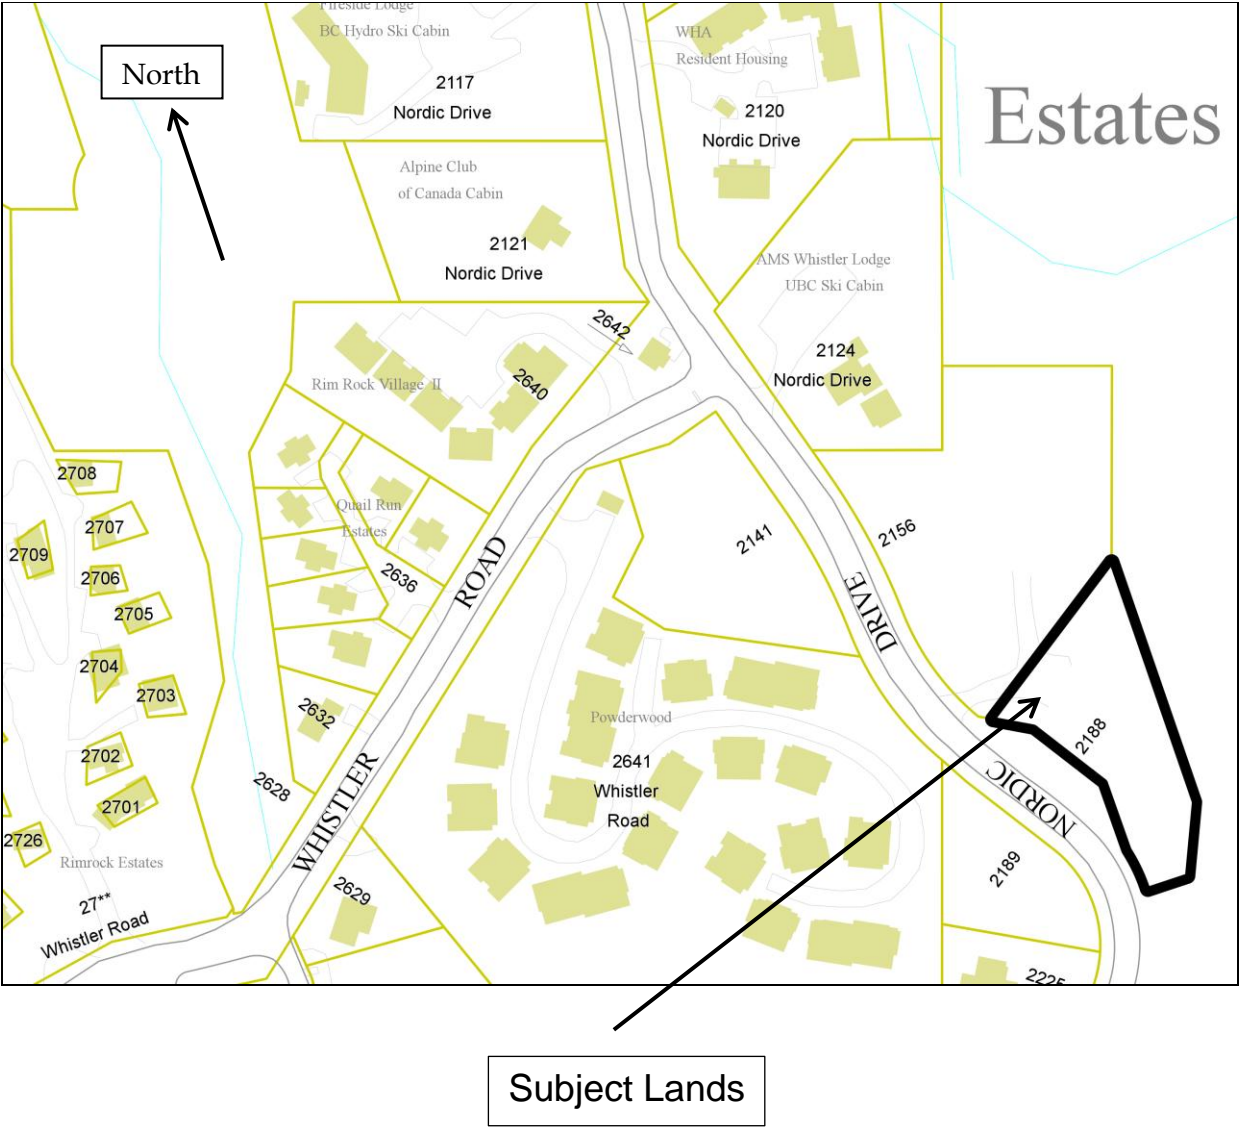 Fireside Lodge
BC Hydro Ski Cabin
WHA
Resident Housing
North
2117
Nordic Drive
2120
Nordic Drive
Estates
Alpine Club
of Canada Cabin
2121
Nordic Drive
AMS Whistler Lodge
UBC Ski Cabin
2642
2124
Nordic Drive
Rim Rock Village II
2640
2708
2707
2709
2706
2705
2704
2703
2702
2701
2726
Rimrock Estates
27**
Whistler Road
Quail Run
Estates
2636
2632
2628
2629
WHISTLER ROAD
2141
2156
NORDIC DRIVE
Powderwood
2641
Whistler
Road
2188
2189
2225
Subject Lands